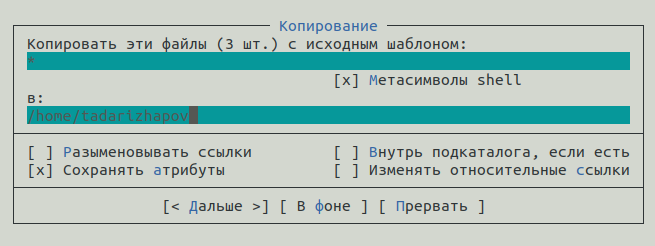 Копирование
Копировать эти файлы (3 шт.) с исходным шаблоном:
*
[x] Метасимволы shell
в:
/home/tadarizhapov
[ ] Разыменовывать ссылки [ ] Внутрь подкаталога, если есть
[x] Сохранять атрибуты [ ] Изменять относительные ссылки
[< Дальше >] [ В фоне ] [ Прервать ]